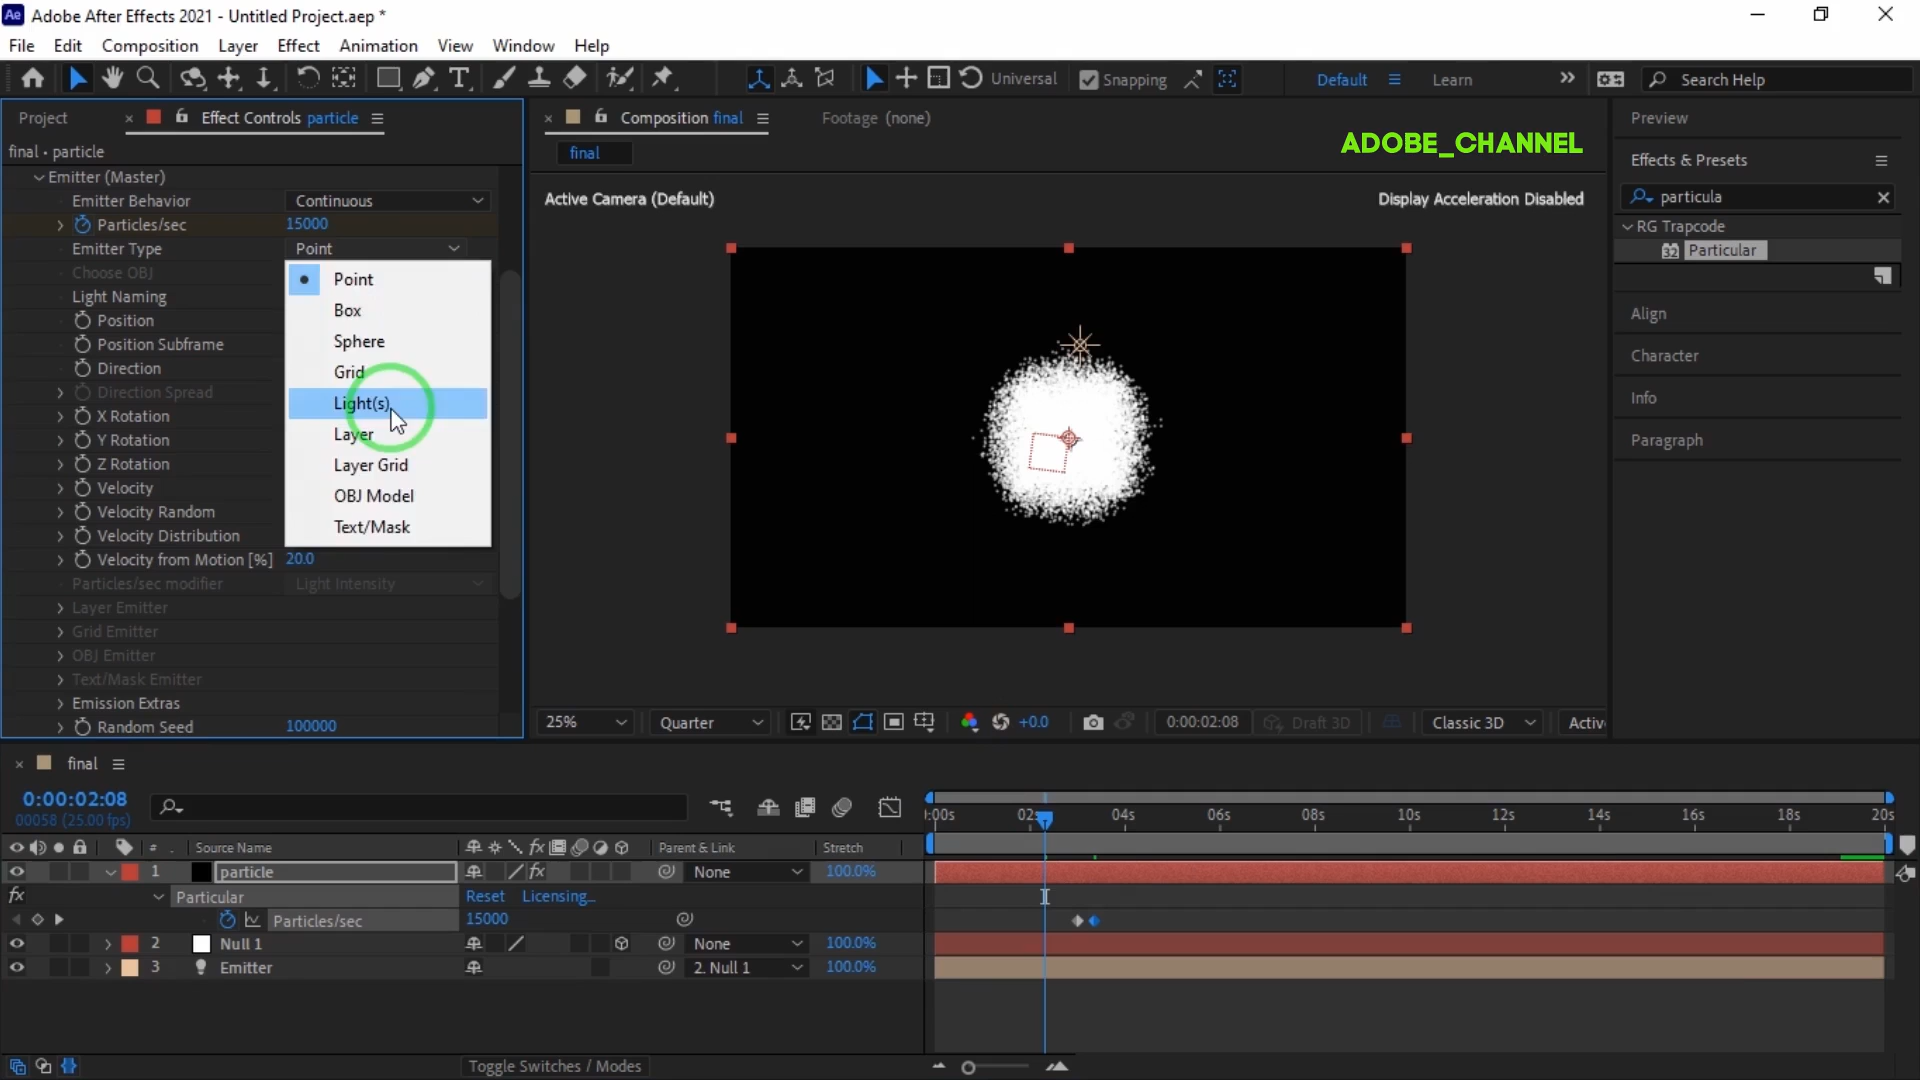 Ae Adobe After Effects 2021 - Untitled Project.aep *
File Edit Composition Layer Effect Animation View Window Help
Universal Snapping Default Learn Search Help
Project Effect Controls particle
final • particle
Emitter (Master)
Emitter Behavior Continuous
Particles/sec 15000
Emitter Type Point
Choose OBJ
Light Naming
Position
Position Subframe
Direction
Direction Spread
X Rotation
Y Rotation
Z Rotation
Velocity
Velocity Random
Velocity Distribution
Velocity from Motion [%] 20.0
Particles/sec modifier Light Intensity
Layer Emitter
Grid Emitter
OBJ Emitter
Text/Mask Emitter
Emission Extras
Random Seed 100000
Point
Box
Sphere
Grid
Light(s)
Layer
Layer Grid
OBJ Model
Text/Mask
Composition final Footage (none)
final
ADOBE_CHANNEL
Active Camera (Default) Display Acceleration Disabled
25% Quarter +0.0 0:00:02:08 Draft 3D Classic 3D Activ
Preview
Effects & Presets
particula
RG Trapcode
32 Particular
Align
Character
Info
Paragraph
final
0:00:02:08
00058 (25.00 fps)
# Source Name fx Parent & Link Stretch
1 particle fx None 100.0%
fx Particular Reset Licensing...
Particles/sec 15000
2 Null 1 None 100.0%
3 Emitter 2. Null 1 100.0%
:00s 02s 04s 06s 08s 10s 12s 14s 16s 18s 20s
Toggle Switches / Modes